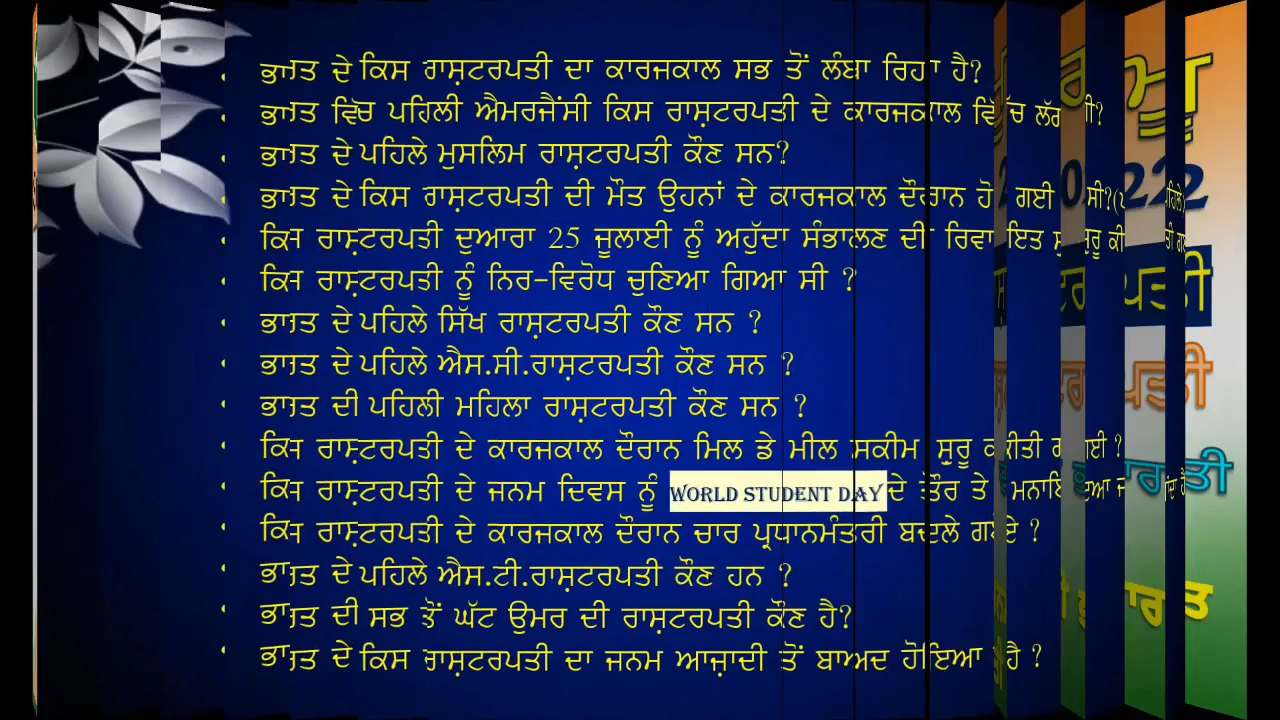 ਭਾਰਤ ਦੇ ਕਿਸ ਰਾਸ਼ਟਰਪਤੀ ਦਾ ਕਾਰਜਕਾਲ ਸਭ ਤੋਂ ਲੰਬਾ ਰਿਹਾ ਹੈ?
ਭਾਰਤ ਵਿੱਚ ਪਹਿਲੀ ਐਮਰਜੈਂਸੀ ਕਿਸ ਰਾਸ਼ਟਰਪਤੀ ਦੇ ਕਾਰਜਕਾਲ ਵਿੱਚ ਲੱਗੀ ਸੀ?
ਭਾਰਤ ਦੇ ਪਹਿਲੇ ਮੁਸਲਿਮ ਰਾਸ਼ਟਰਪਤੀ ਕੌਣ ਸਨ?
ਭਾਰਤ ਦੇ ਕਿਸ ਰਾਸ਼ਟਰਪਤੀ ਦੀ ਮੌਤ ਉਹਨਾਂ ਦੇ ਕਾਰਜਕਾਲ ਦੌਰਾਨ ਹੋ ਗਈ ਸੀ?
ਕਿਸ ਰਾਸ਼ਟਰਪਤੀ ਦੁਆਰਾ 25 ਜੂਲਾਈ ਨੂੰ ਅਹੁੱਦਾ ਸੰਭਾਲਣ ਦੀ ਰਿਵਾਇਤ ਸ਼ੁਰੂ ਕੀਤੀ
ਕਿਸ ਰਾਸ਼ਟਰਪਤੀ ਨੂੰ ਨਿਰ-ਵਿਰੋਧ ਚੁਣਿਆ ਗਿਆ ਸੀ ?
ਭਾਰਤ ਦੇ ਪਹਿਲੇ ਸਿੱਖ ਰਾਸ਼ਟਰਪਤੀ ਕੌਣ ਸਨ ?
ਭਾਰਤ ਦੇ ਪਹਿਲੇ ਐਸ.ਸੀ.ਰਾਸ਼ਟਰਪਤੀ ਕੌਣ ਸਨ ?
ਭਾਰਤ ਦੀ ਪਹਿਲੀ ਮਹਿਲਾ ਰਾਸ਼ਟਰਪਤੀ ਕੌਣ ਸਨ ?
ਕਿਸ ਰਾਸ਼ਟਰਪਤੀ ਦੇ ਕਾਰਜਕਾਲ ਦੌਰਾਨ ਮਿਲ ਡੇ ਮੀਲ ਸਕੀਮ ਸ਼ੁਰੂ ਕੀਤੀ ਗਈ ?
ਕਿਸ ਰਾਸ਼ਟਰਪਤੀ ਦੇ ਜਨਮ ਦਿਵਸ ਨੂੰ WORLD STUDENT DAY ਦੇ ਤੌਰ ਤੇ ਮਨਾਇਆ
ਕਿਸ ਰਾਸ਼ਟਰਪਤੀ ਦੇ ਕਾਰਜਕਾਲ ਦੌਰਾਨ ਚਾਰ ਪ੍ਰਧਾਨਮੰਤਰੀ ਬਦਲੇ ਗਏ ?
ਭਾਰਤ ਦੇ ਪਹਿਲੇ ਐਸ.ਟੀ.ਰਾਸ਼ਟਰਪਤੀ ਕੌਣ ਹਨ ?
ਭਾਰਤ ਦੀ ਸਭ ਤੋਂ ਘੱਟ ਉਮਰ ਦੀ ਰਾਸ਼ਟਰਪਤੀ ਕੌਣ ਹੈ?
ਭਾਰਤ ਦੇ ਕਿਸ ਰਾਸ਼ਟਰਪਤੀ ਦਾ ਜਨਮ ਆਜ਼ਾਦੀ ਤੋਂ ਬਾਅਦ ਹੋਇਆ ਹੈ ?